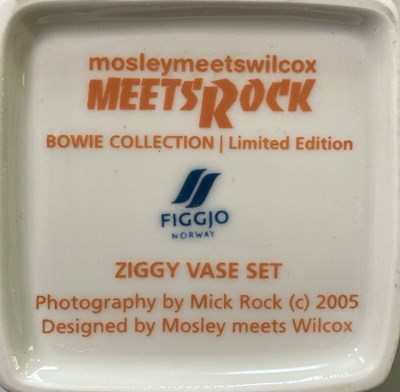 mosleymeetswilcox
MEETSROCK
BOWIE COLLECTION | Limited Edition
FIGGJO
NORWAY
ZIGGY VASE SET
Photography by Mick Rock (c) 2005
Designed by Mosley meets Wilcox